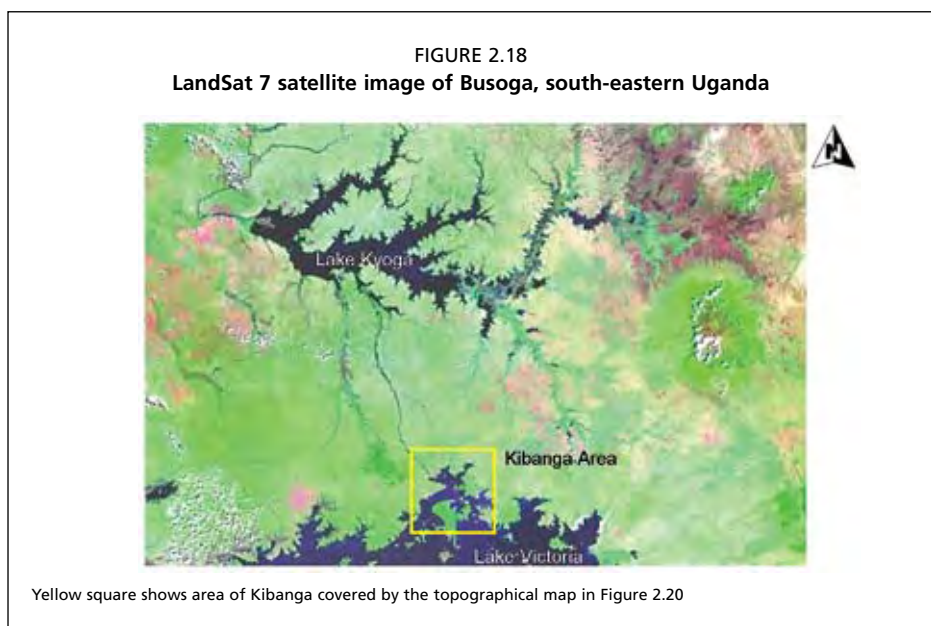 FIGURE 2.18
LandSat 7 satellite image of Busoga, south-eastern Uganda
N
Lake Kyoga
Kibanga Area
Lake Victoria
Yellow square shows area of Kibanga covered by the topographical map in Figure 2.20